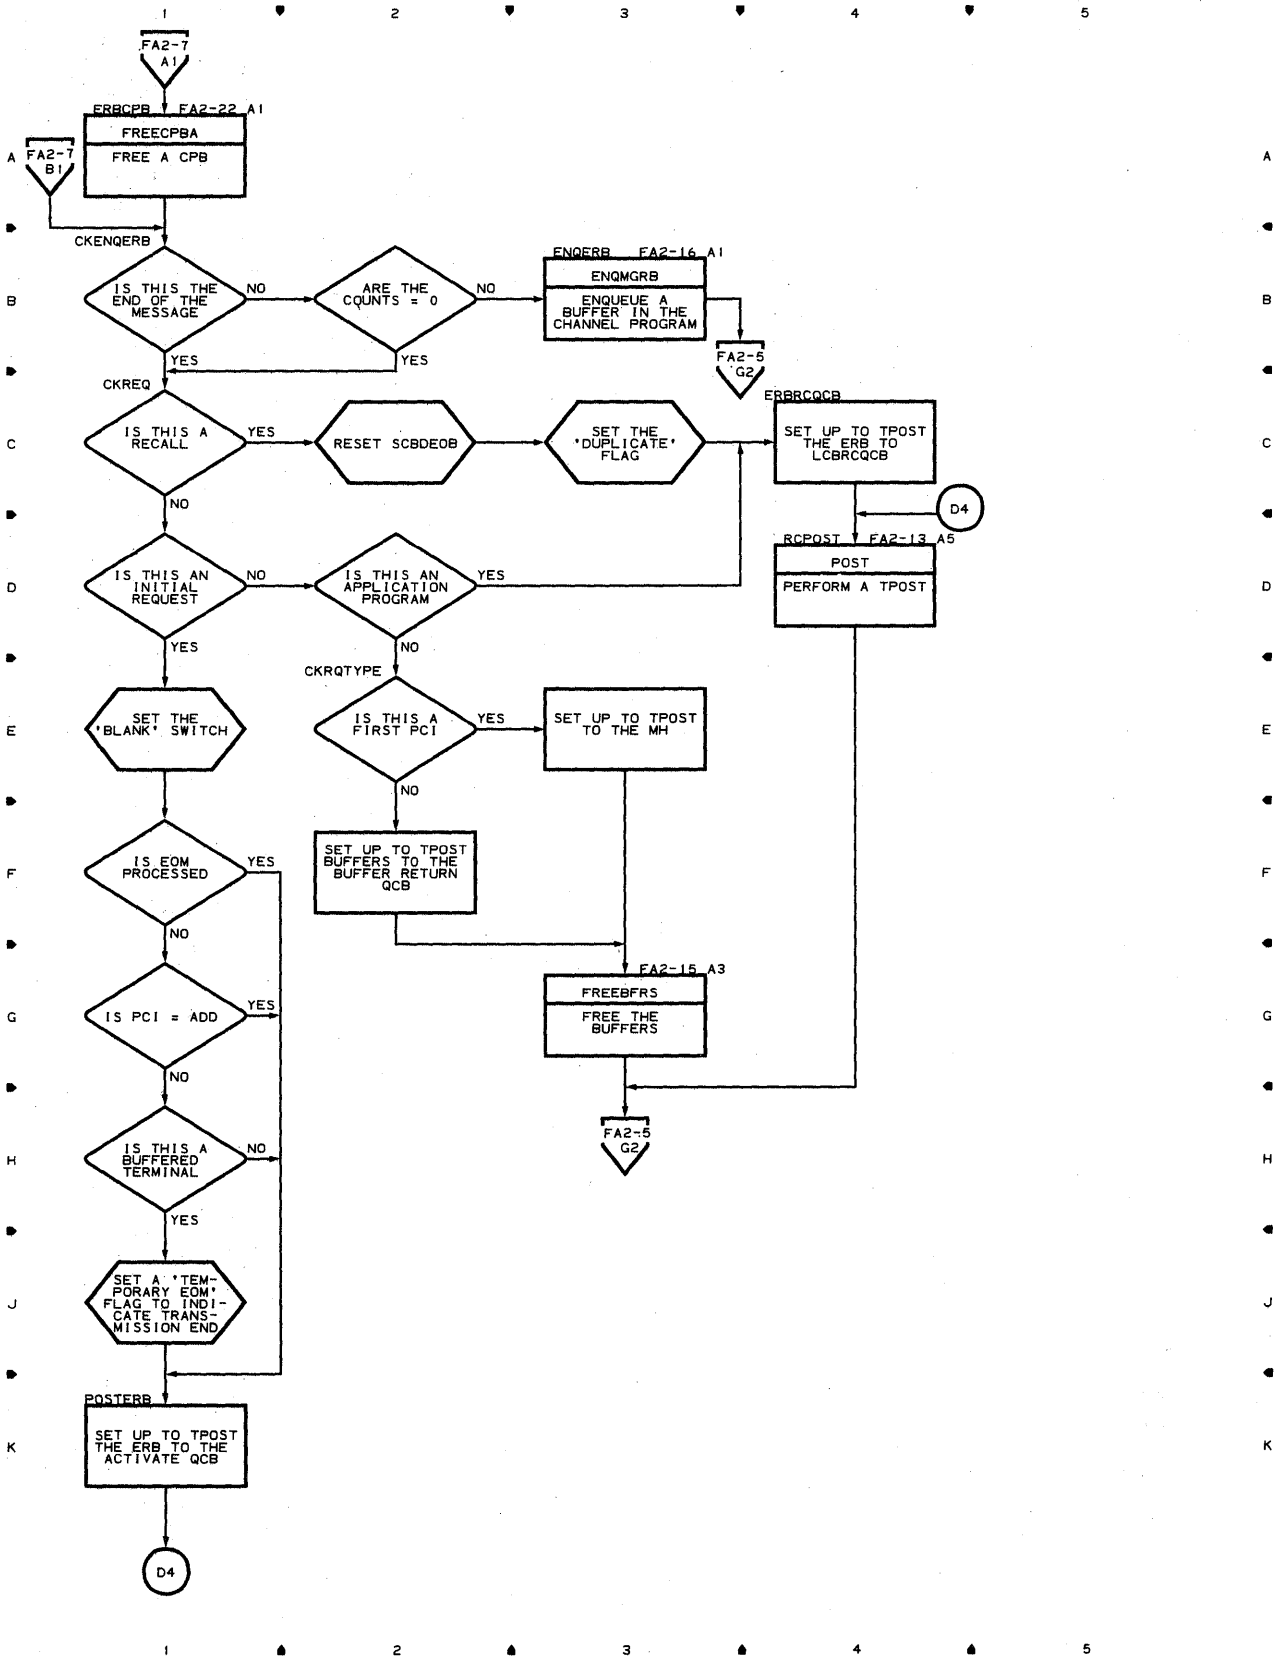 1 2 3 4 5
FA2-7
A1
ERBCPB FA2-22 A1
FREECPBA
FREE A CPB
A
FA2-7
B1
A
CKENQERB
B
IS THIS THE
END OF THE
MESSAGE
NO
YES
ARE THE
COUNTS = 0
NO
YES
ENQERB FA2-16 A1
ENQMGRB
ENQUEUE A
BUFFER IN THE
CHANNEL PROGRAM
B
FA2-5
G2
CKREQ
C
IS THIS A
RECALL
YES
NO
RESET SCBDEOB
SET THE
'DUPLICATE'
FLAG
ERBRCQCB
SET UP TO TPOST
THE ERB TO
LCBRCQCB
C
D4
D
IS THIS AN
INITIAL
REQUEST
NO
YES
IS THIS AN
APPLICATION
PROGRAM
YES
NO
RCPOST FA2-13 A5
POST
PERFORM A TPOST
D
E
SET THE
'BLANK' SWITCH
CKRQTYPE
IS THIS A
FIRST PCI
YES
NO
SET UP TO TPOST
TO THE MH
E
F
IS EOM
PROCESSED
YES
NO
SET UP TO TPOST
BUFFERS TO THE
BUFFER RETURN
QCB
F
G
IS PCI = ADD
YES
NO
FA2-15 A3
FREEBFRS
FREE THE
BUFFERS
G
H
IS THIS A
BUFFERED
TERMINAL
NO
YES
FA2-5
G2
H
J
SET A 'TEM-
PORARY EOM'
FLAG TO INDI-
CATE TRANS-
MISSION END
J
POSTERB
K
SET UP TO TPOST
THE ERB TO THE
ACTIVATE QCB
K
D4
1 2 3 4 5